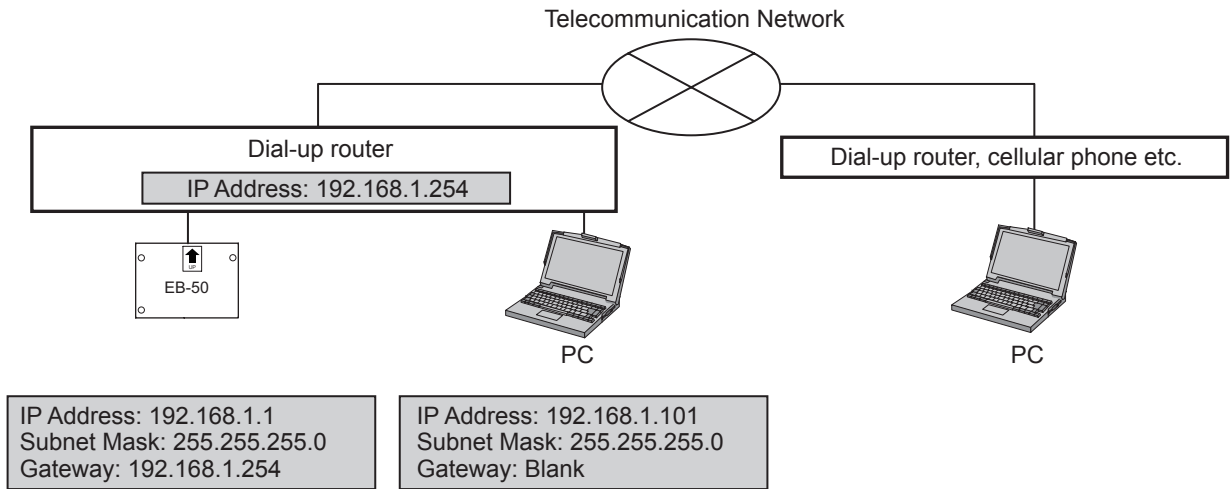 Telecommunication Network
Dial-up router
IP Address: 192.168.1.254
Dial-up router, cellular phone etc.
UP
EB-50
PC
PC
IP Address: 192.168.1.1
Subnet Mask: 255.255.255.0
Gateway: 192.168.1.254
IP Address: 192.168.1.101
Subnet Mask: 255.255.255.0
Gateway: Blank